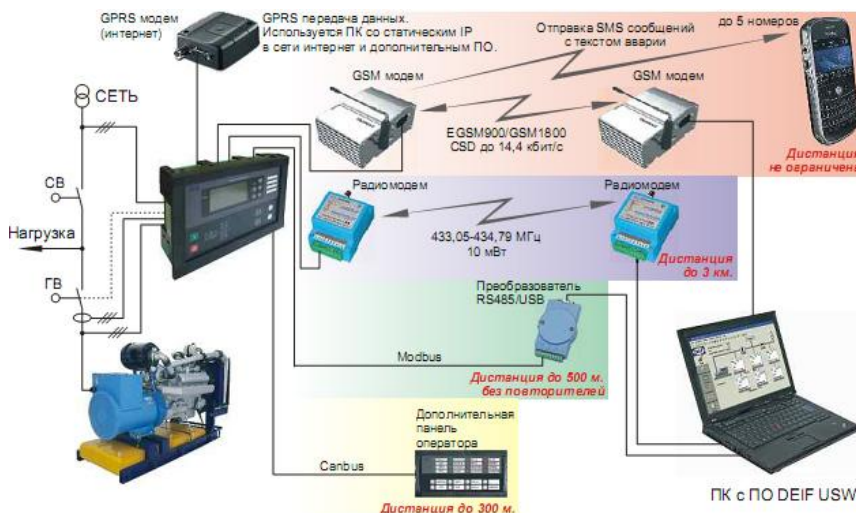 GPRS модем
(интернет)
GPRS передача данных.
Используется ПК со статическим IP
в сети интернет и дополнительным ПО.
Отправка SMS сообщений
с текстом аварии
до 5 номеров
СЕТЬ
GSM модем
GSM модем
EGSM900/GSM1800
CSD до 14,4 кбит/с
Дистанция
не ограничен
СВ
Радиомодем
Радиомодем
Нагрузка
433,05-434,79 МГц
10 мВт
Дистанция
до 3 км.
ГВ
Преобразователь
RS485/USB
Modbus
Дистанция до 500 м.
без повторителей
Дополнительная
панель
оператора
Canbus
Дистанция до 300 м.
ПК с ПО DEIF USW